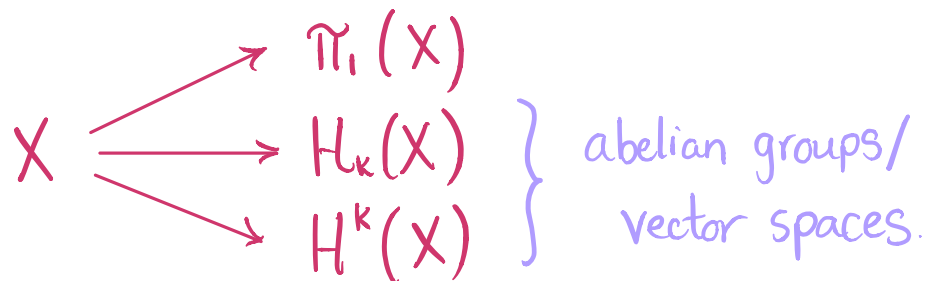 π₁(X)
X
Hₖ(X)
abelian groups/
Hᵏ(X)
vector spaces.